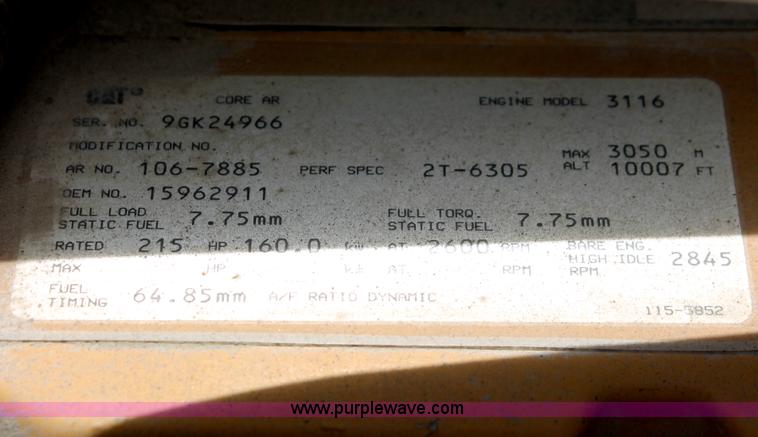 CAT® CORE AR ENGINE MODEL 3116
SER. NO. 9GK24966
MODIFICATION NO.
AR NO. 106-7885 PERF SPEC 2T-6305 MAX ALT 3050 M 10007 FT
OEM NO. 15962911
FULL LOAD STATIC FUEL 7.75mm FULL TORQ. STATIC FUEL 7.75mm
RATED 215 HP 160.0 kW AT 2600 RPM BARE ENG. HIGH IDLE RPM 2845
MAX HP kW AT RPM
FUEL TIMING 64.85mm A/F RATIO DYNAMIC
115-5852
www.purplewave.com